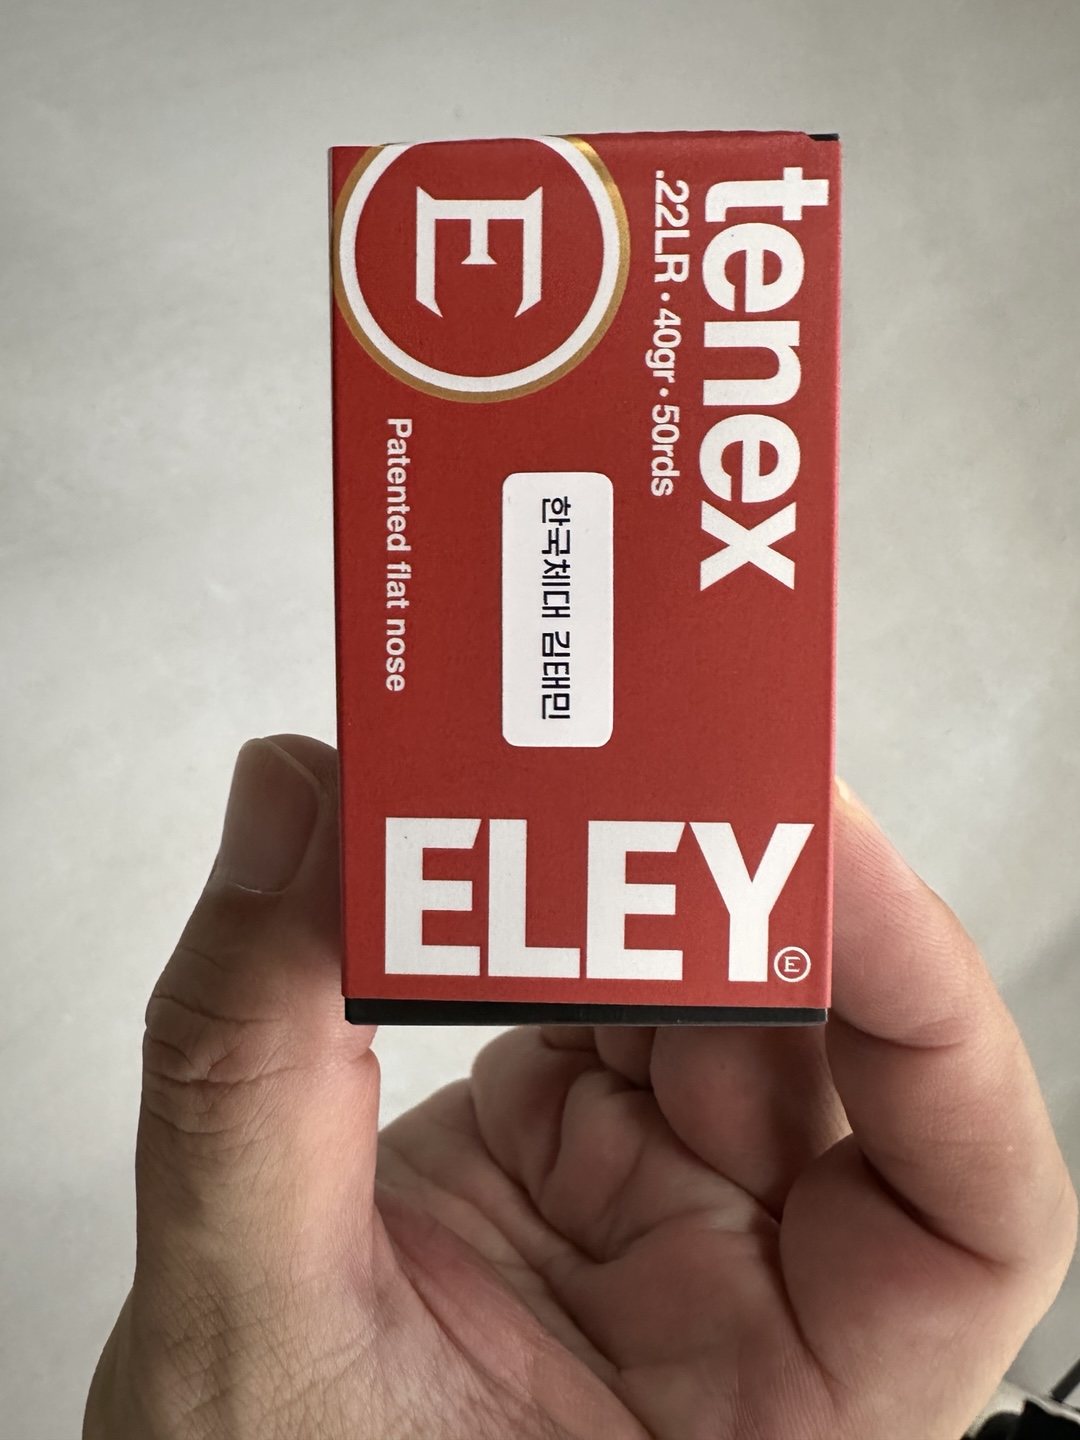 tenex
.22LR • 40gr • 50rds
E
한국체대 김태민
Patented flat nose
ELEY
E